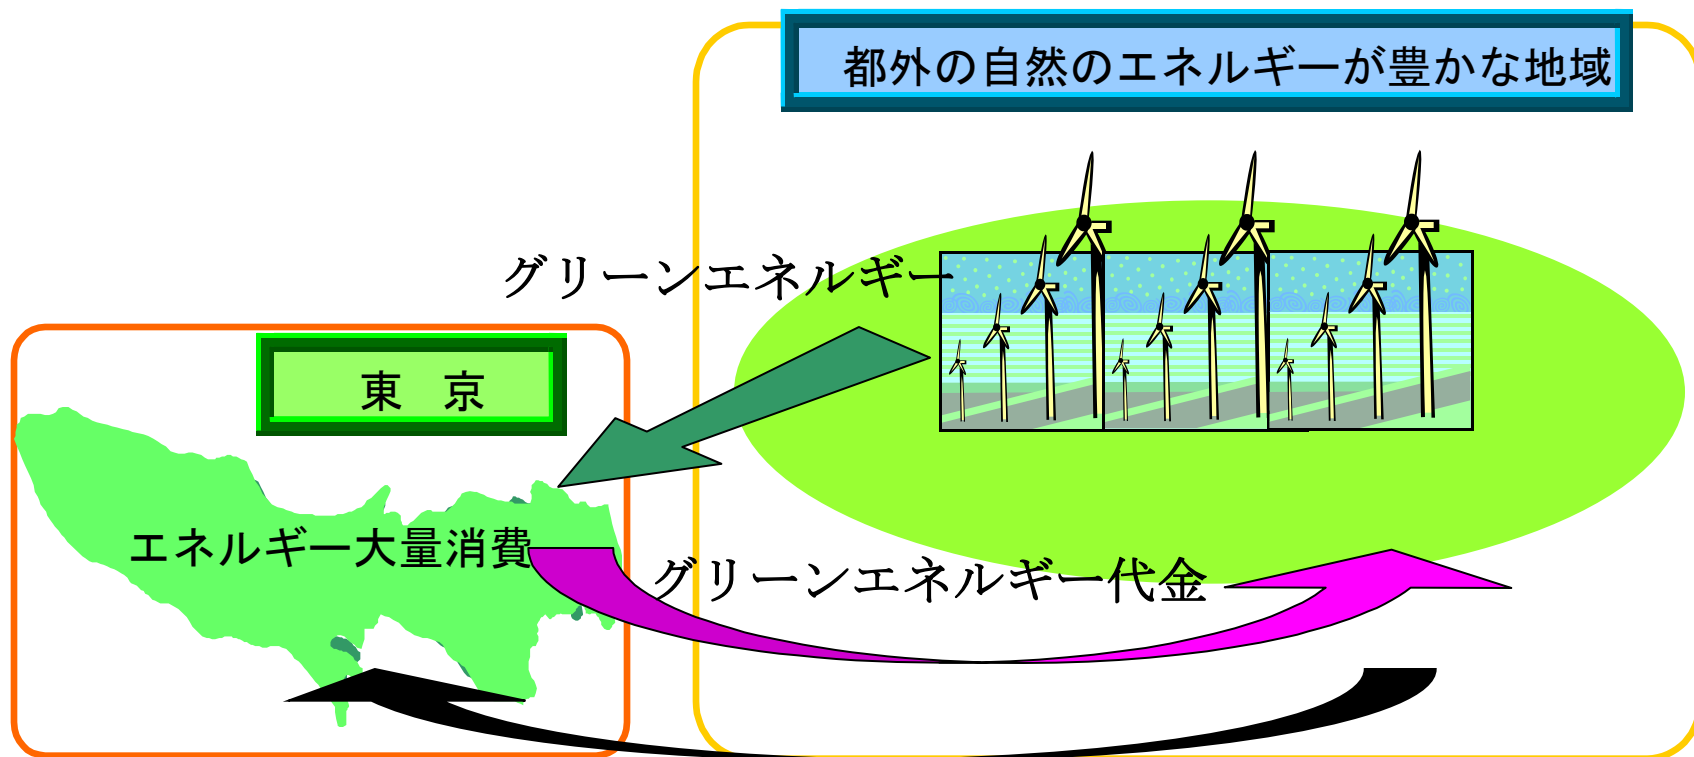 都外の自然のエネルギーが豊かな地域
グリーンエネルギー
東　京
エネルギー大量消費
グリーンエネルギー代金